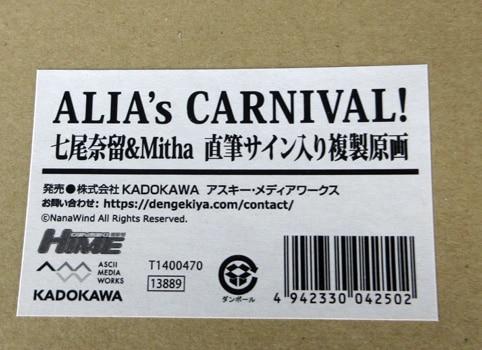 ALIA's CARNIVAL!
七尾奈留&Mitha 直筆サイン入り複製原画
発売●株式会社 KADOKAWA アスキー・メディアワークス
お問い合わせ: https://dengekiya.com/contact/
©NanaWind All Rights Reserved.
HIME
ASCII
MEDIA
WORKS
KADOKAWA
T1400470
13889
ダンボール
4 942330 042502